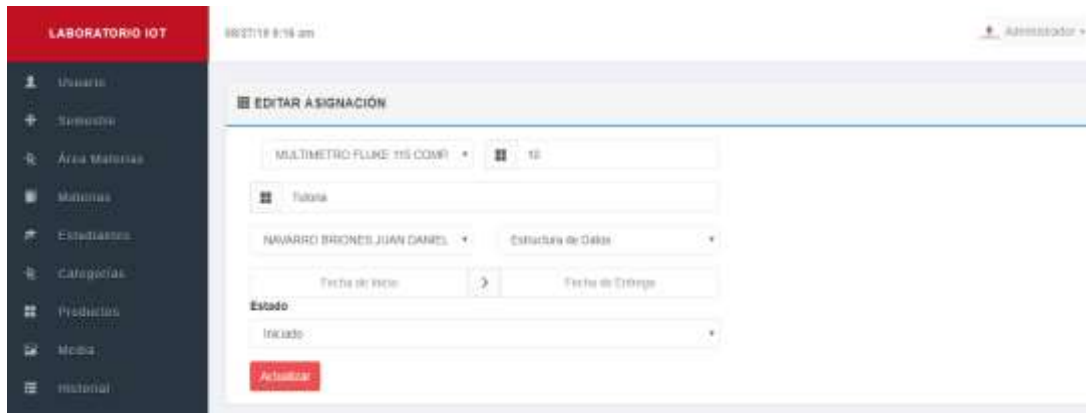 LABORATORIO IOT
08/27/18 8:16 am
Administrador
Usuario
Semestre
Área Materias
Materias
Estudiantes
Categorías
Productos
Media
Historial
EDITAR ASIGNACIÓN
MULTIMETRO FLUKE 115 COMP
10
Tutoria
NAVARRO BRIONES JUAN DANIEL
Estructura de Datos
Fecha de Inicio
Fecha de Entrega
Estado
Iniciado
Actualizar